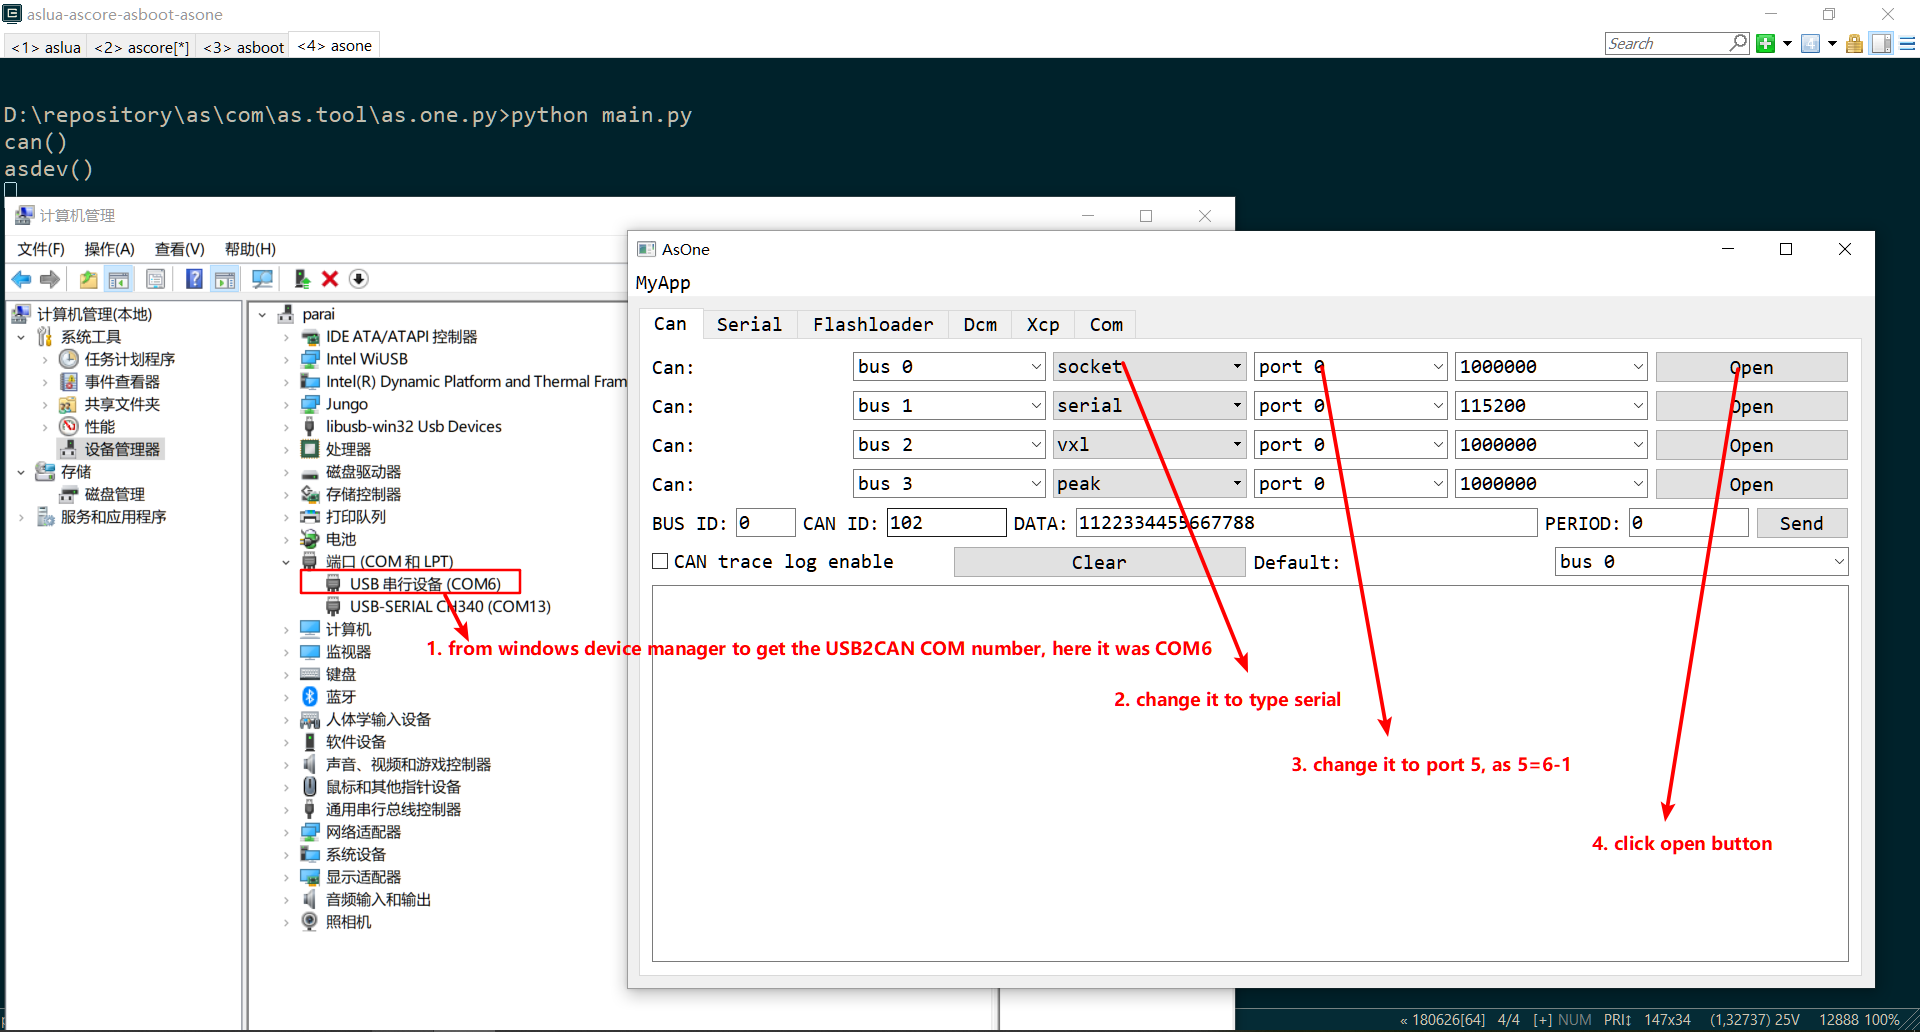 aslua-ascore-asboot-asone
<1> aslua <2> ascore[*] <3> asboot <4> asone
Search
D:\repository\as\com\as.tool\as.one.py>python main.py
can()
asdev()
计算机管理
文件(F) 操作(A) 查看(V) 帮助(H)
计算机管理(本地)
系统工具
任务计划程序
事件查看器
共享文件夹
性能
设备管理器
存储
磁盘管理
服务和应用程序
parai
IDE ATA/ATAPI 控制器
Intel WiUSB
Intel(R) Dynamic Platform and Thermal Fram
Jungo
libusb-win32 Usb Devices
处理器
磁盘驱动器
存储控制器
打印队列
电池
端口 (COM 和 LPT)
USB 串行设备 (COM6)
USB-SERIAL CH340 (COM13)
计算机
监视器
键盘
蓝牙
人体学输入设备
软件设备
声音、视频和游戏控制器
鼠标和其他指针设备
通用串行总线控制器
网络适配器
系统设备
显示适配器
音频输入和输出
照相机
AsOne
MyApp
Can Serial Flashloader Dcm Xcp Com
Can: bus 0 socket port 0 1000000 Open
Can: bus 1 serial port 0 115200 Open
Can: bus 2 vxl port 0 1000000 Open
Can: bus 3 peak port 0 1000000 Open
BUS ID: 0 CAN ID: 102 DATA: 1122334455667788 PERIOD: 0 Send
CAN trace log enable Clear Default: bus 0
1. from windows device manager to get the USB2CAN COM number, here it was COM6
2. change it to type serial
3. change it to port 5, as 5=6-1
4. click open button
« 180626[64] 4/4 [+] NUM PRI↕ 147x34 (1,32737) 25V 12888 100%